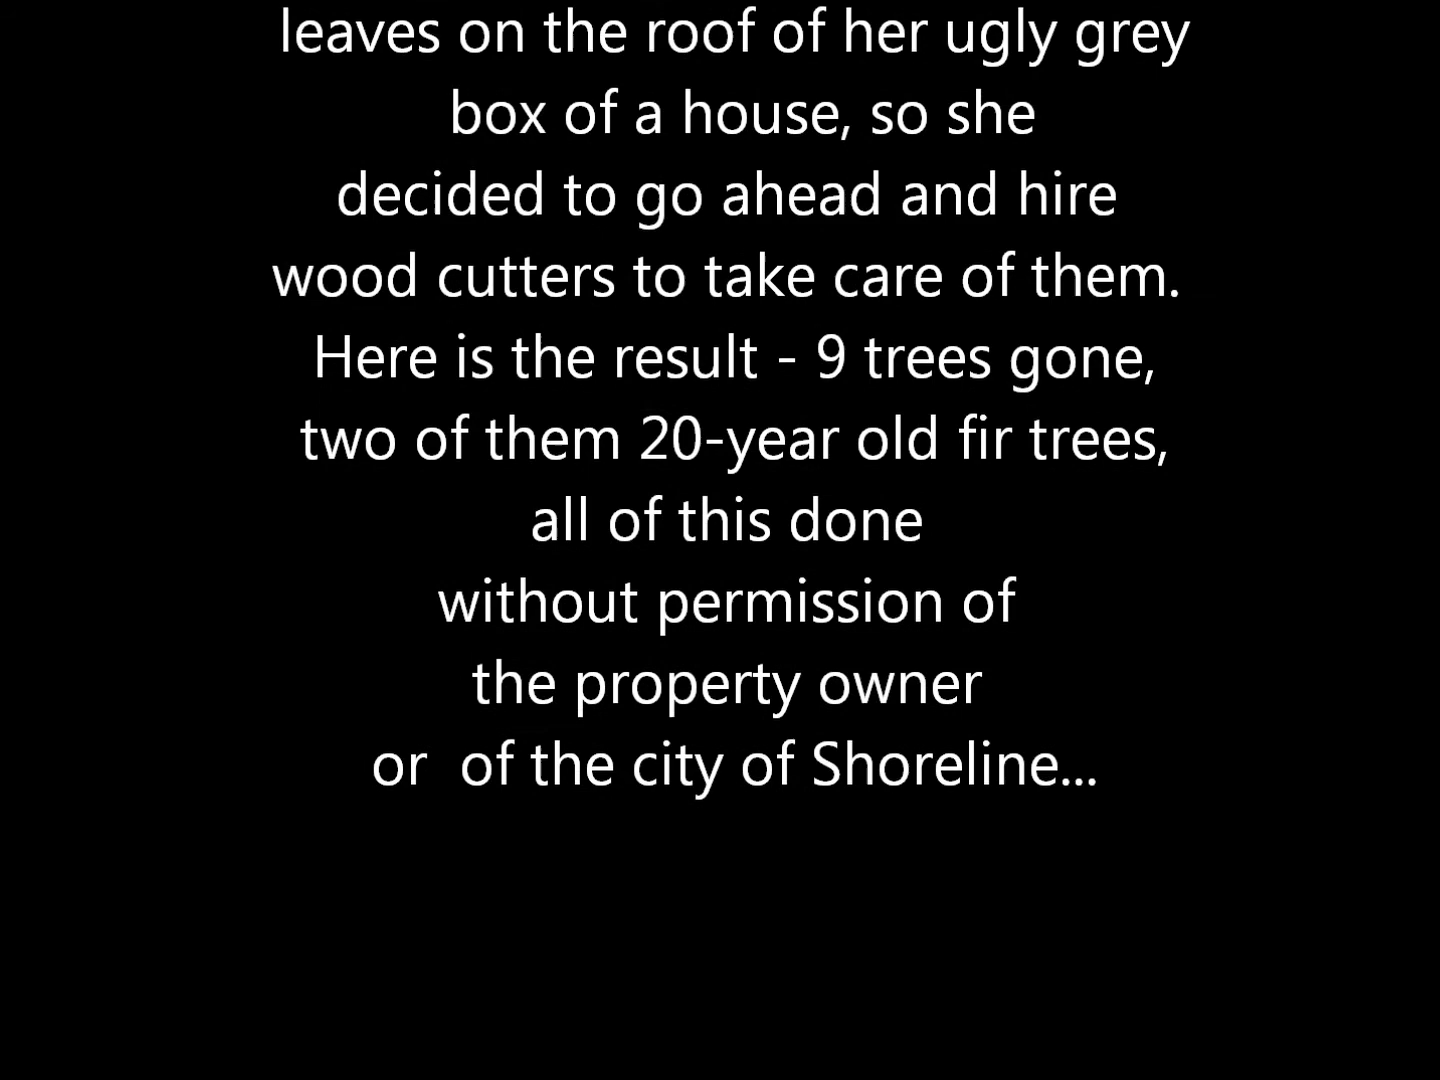 leaves on the roof of her ugly grey
box of a house, so she
decided to go ahead and hire
wood cutters to take care of them.
Here is the result - 9 trees gone,
two of them 20-year old fir trees,
all of this done
without permission of
the property owner
or  of the city of Shoreline...